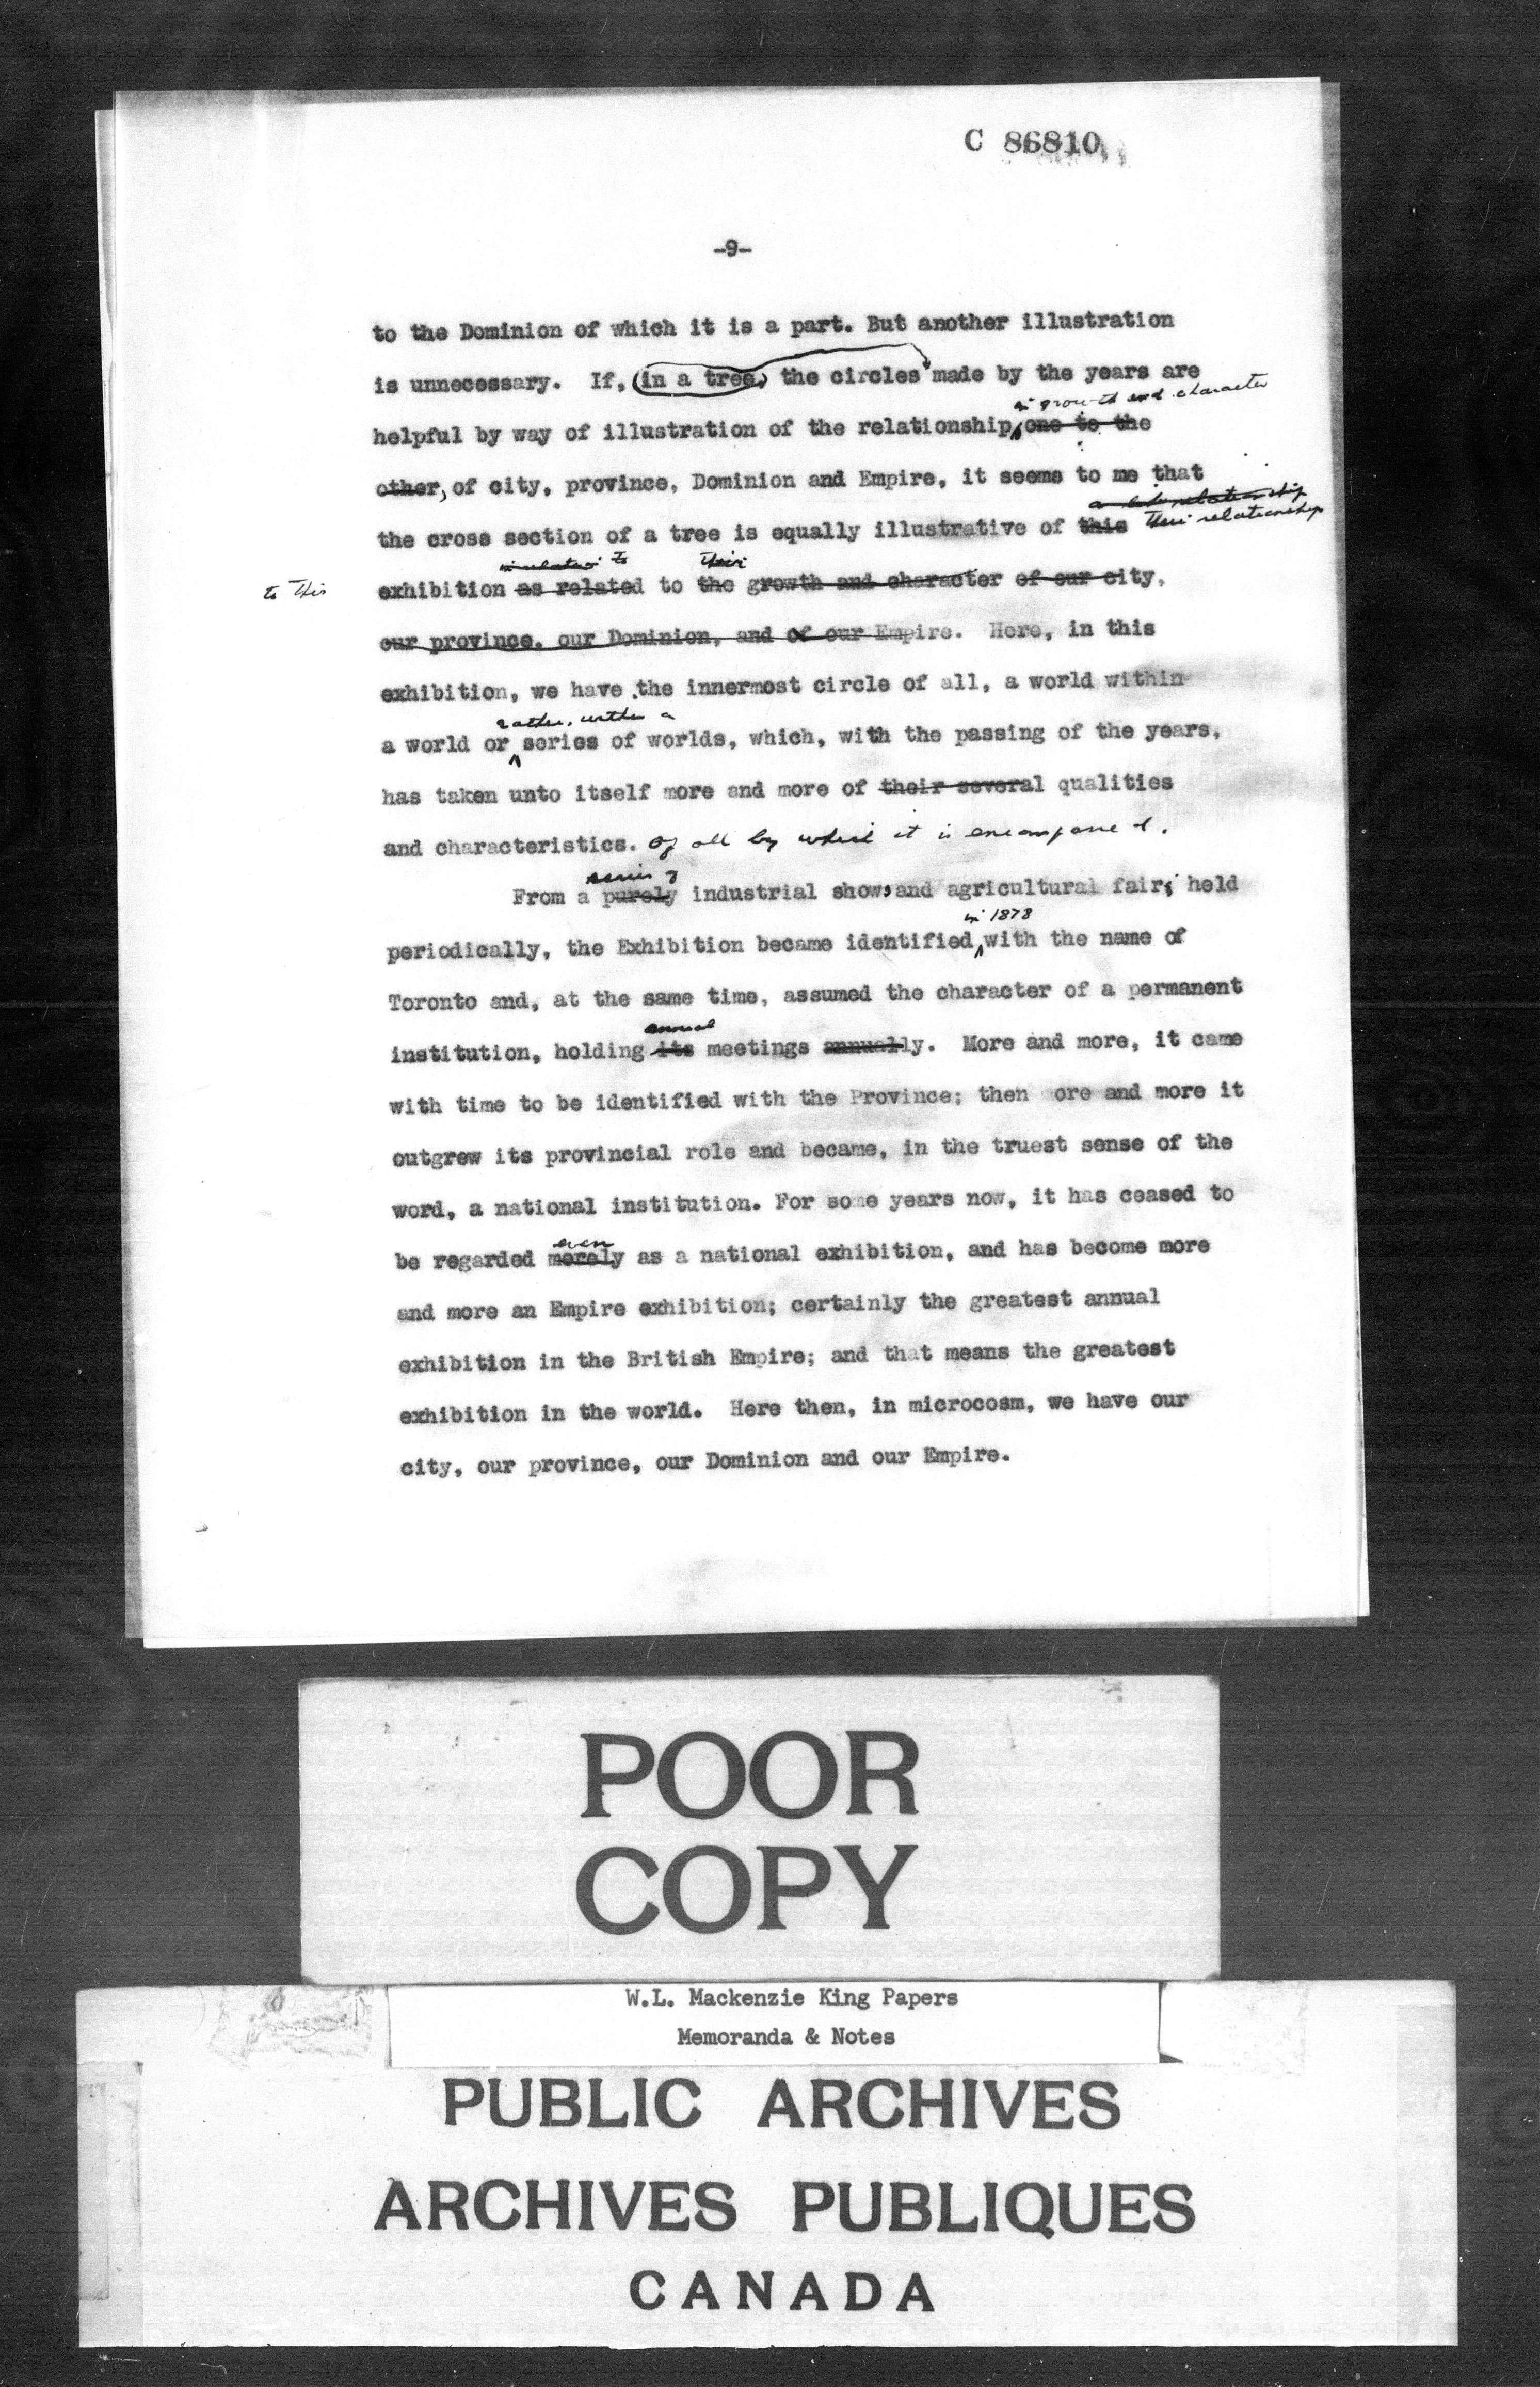 C 86810
-9-
to the Dominion of which it is a part. But another illustration
is unnecessary. If, in a tree, the circles made by the years are
in growth and character
helpful by way of illustration of the relationship, one to the
other, of city, province, Dominion and Empire, it seems to me that
the cross section of a tree is equally illustrative of this their relationship
in relation to their
to this exhibition as related to the growth and character of our city,
our province, our Dominion, and of our Empire. Here, in this
exhibition, we have the innermost circle of all, a world within
rather, within a
a world or series of worlds, which, with the passing of the years,
has taken unto itself more and more of their several qualities
and characteristics. of all by which it is encompassed.
series of
From a purely industrial shows and agricultural fairs held
in 1878
periodically, the Exhibition became identified with the name of
Toronto and, at the same time, assumed the character of a permanent
annual
institution, holding its meetings annually. More and more, it came
with time to be identified with the Province; then ore and more it
outgrew its provincial role and became, in the truest sense of the
word, a national institution. For some years now, it has ceased to
even
be regarded merely as a national exhibition, and has become more
and more an Empire exhibition; certainly the greatest annual
exhibition in the British Empire; and that means the greatest
exhibition in the world. Here then, in microcosm, we have our
city, our province, our Dominion and our Empire.
POOR
COPY
W.L. Mackenzie King Papers
Memoranda & Notes
PUBLIC ARCHIVES
ARCHIVES PUBLIQUES
CANADA